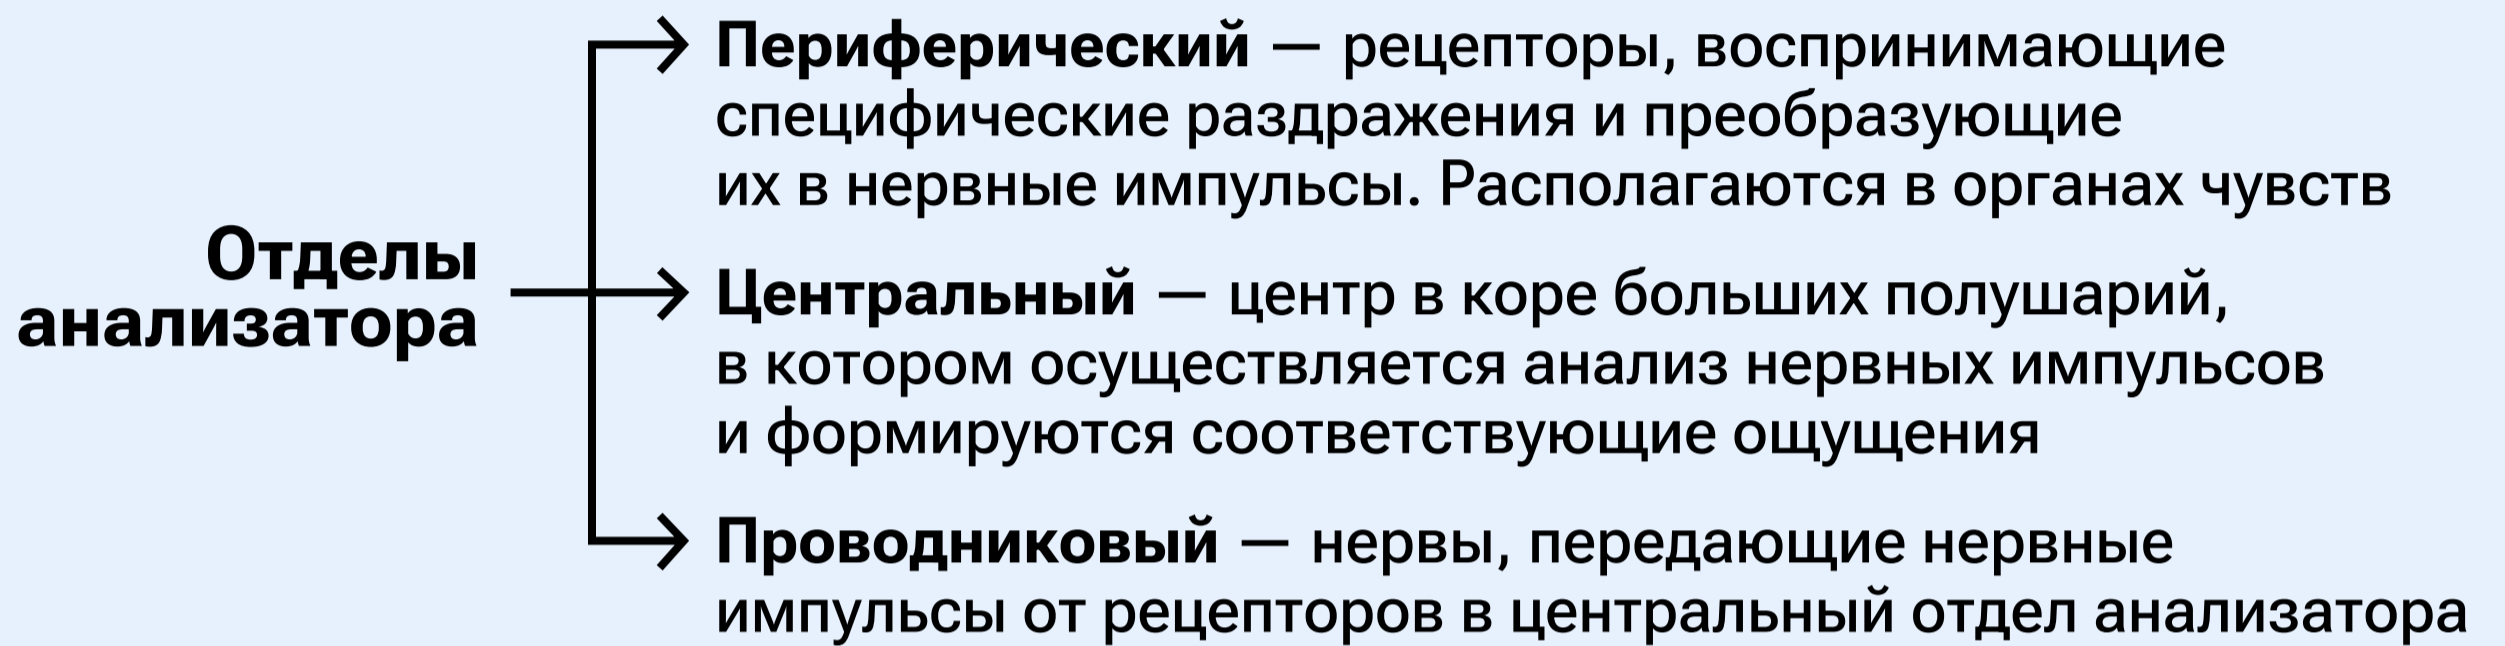 Отделы
анализатора
Периферический — рецепторы, воспринимающие
специфические раздражения и преобразующие
их в нервные импульсы. Располагаются в органах чувств
Центральный — центр в коре больших полушарий,
в котором осуществляется анализ нервных импульсов
и формируются соответствующие ощущения
Проводниковый — нервы, передающие нервные
импульсы от рецепторов в центральный отдел анализатора